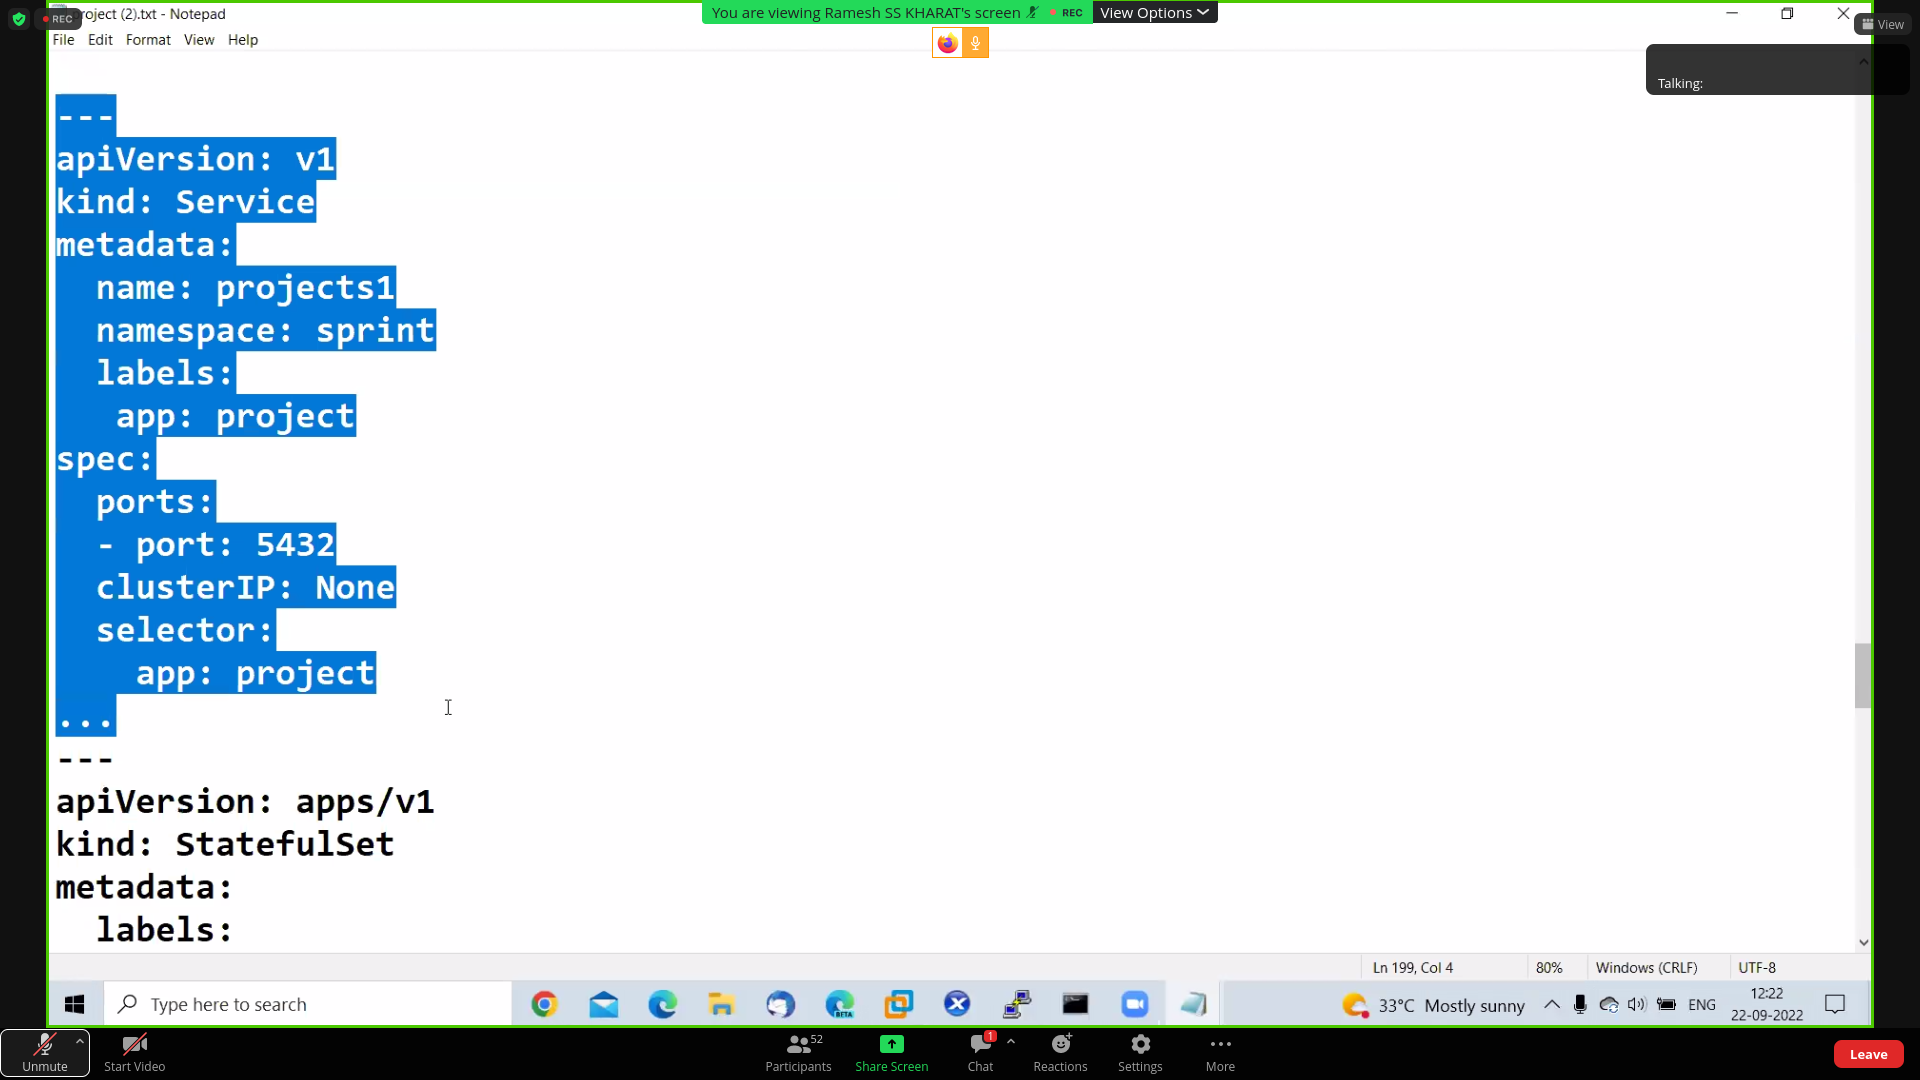 REC
project (2).txt - Notepad
You are viewing Ramesh SS KHARAT's screen
REC
View Options
View
File Edit Format View Help
Talking:
---
apiVersion: v1
kind: Service
metadata:
  name: projects1
  namespace: sprint
  labels:
   app: project
spec:
  ports:
  - port: 5432
  clusterIP: None
  selector:
    app: project
...
---
apiVersion: apps/v1
kind: StatefulSet
metadata:
  labels:
Ln 199, Col 4
80%
Windows (CRLF)
UTF-8
Type here to search
BETA
33°C Mostly sunny
ENG
12:22
22-09-2022
Unmute
Start Video
52
Participants
Share Screen
1
Chat
Reactions
Settings
More
Leave